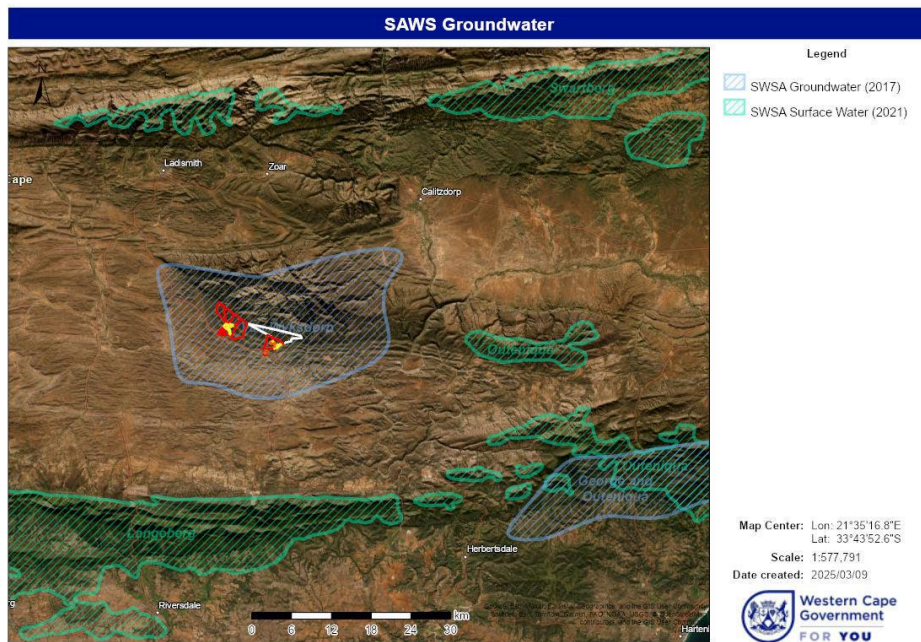 SAWS Groundwater
Legend
SWSA Groundwater (2017)
SWSA Surface Water (2021)
N
Swartberg
Ladismith
Zoar
Cape
Calitzdorp
Outeniqua
Outeniqua
George and
Outeniqua
Langeberg
Herbertsdale
Riversdale
km
0 6 12 18 24 30
Map Center: Lon: 21°35'16.8"E
Lat: 33°43'52.6"S
Scale: 1:577,791
Date created: 2025/03/09
Western Cape
Government
FOR YOU